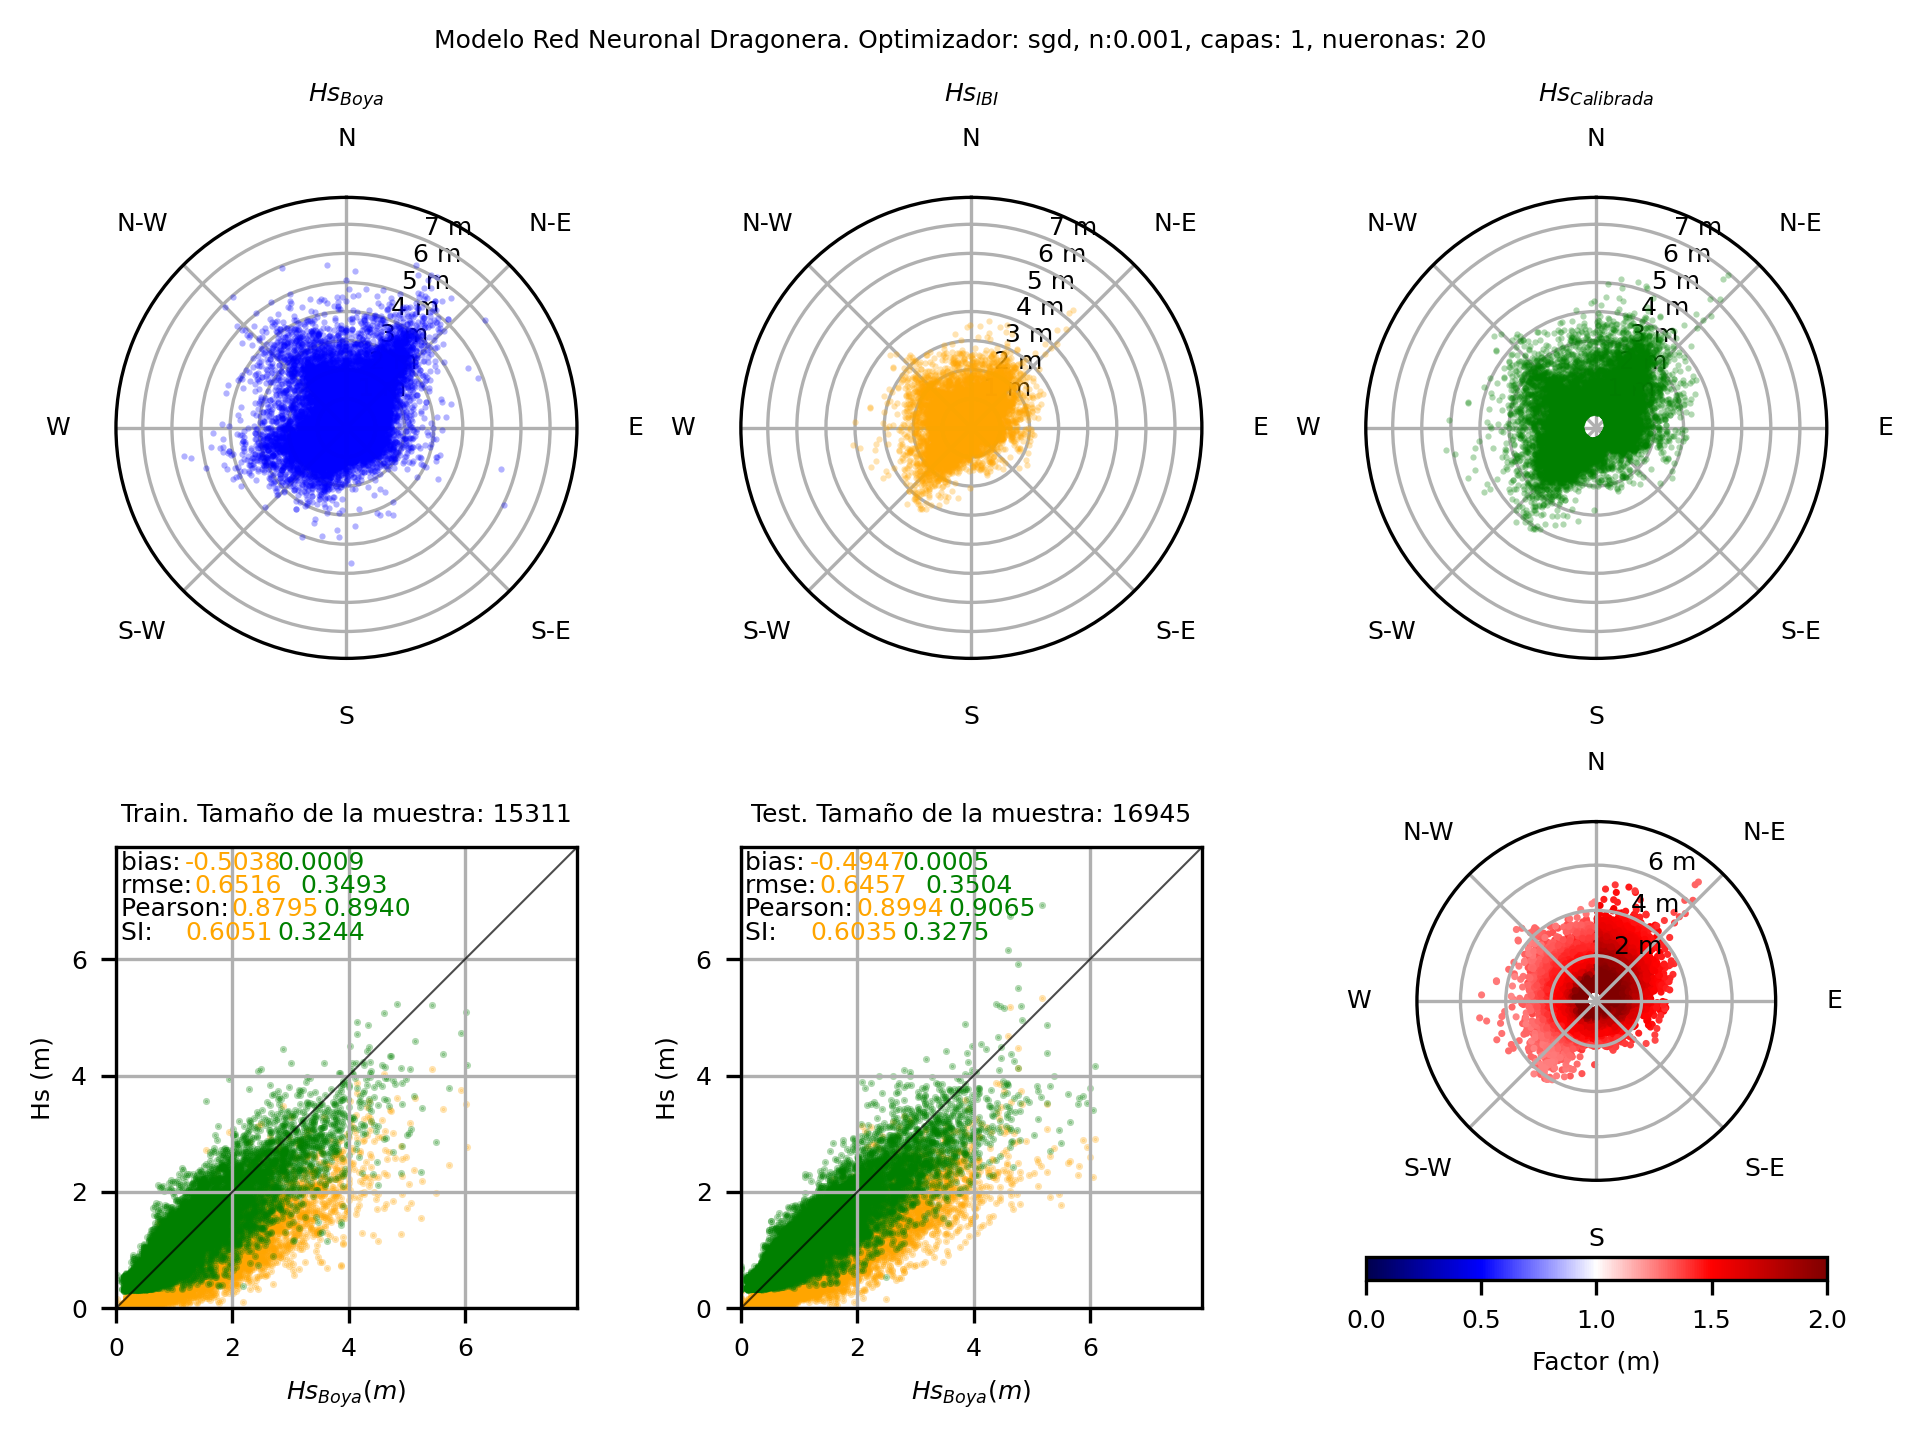 Modelo Red Neuronal Dragonera. Optimizador: sgd, n:0.001, capas: 1, nueronas: 20
Hs_Boya
N
N-W
N-E
7 m
6 m
5 m
4 m
3 m
W
E
S-W
S-E
S
Hs_IBI
N
N-W
N-E
7 m
6 m
5 m
4 m
3 m
2 m
m
W
E
S-W
S-E
S
Hs_Calibrada
N
N-W
N-E
7 m
6 m
5 m
4 m
3 m
m
W
E
S-W
S-E
S
Train. Tamaño de la muestra: 15311
bias: -0.5038 0.0009
rmse: 0.6516 0.3493
Pearson: 0.8795 0.8940
SI: 0.6051 0.3244
Hs (m)
6
4
2
0
0 2 4 6
Hs_Boya(m)
Test. Tamaño de la muestra: 16945
bias: -0.4947 0.0005
rmse: 0.6457 0.3504
Pearson: 0.8994 0.9065
SI: 0.6035 0.3275
Hs (m)
6
4
2
0
0 2 4 6
Hs_Boya(m)
N
N-W
N-E
6 m
4 m
2 m
W
E
S-W
S-E
S
0.0 0.5 1.0 1.5 2.0
Factor (m)